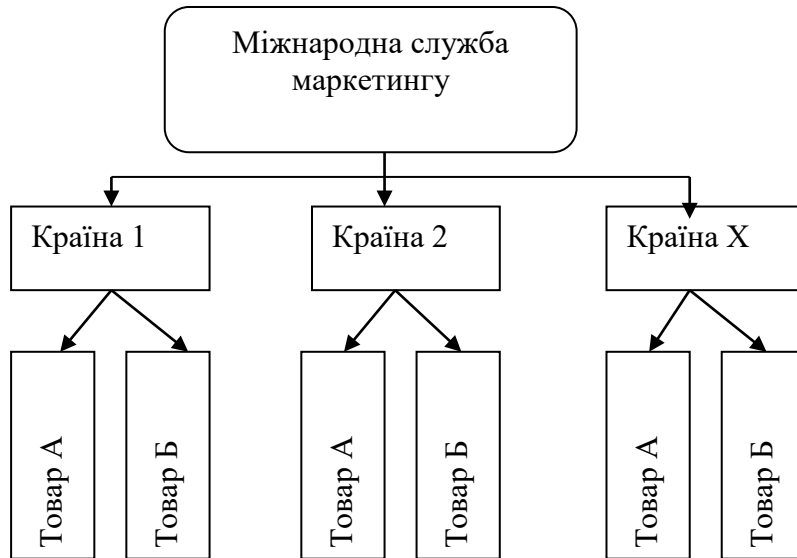 Міжнародна служба
маркетингу
Країна 1
Країна 2
Країна Х
Товар А
Товар Б
Товар А
Товар Б
Товар А
Товар Б